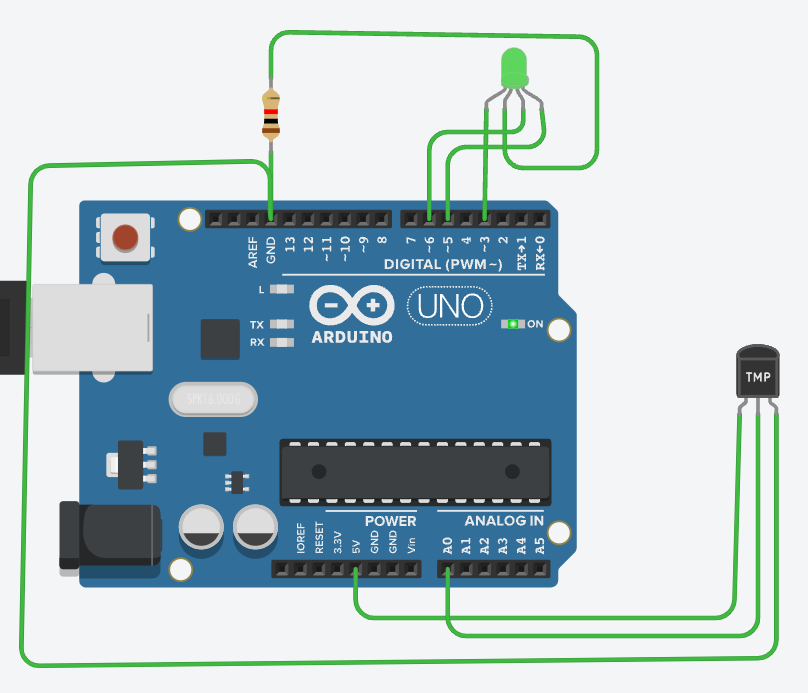 AREF
GND
13
12
~11
~10
~9
8
7
~6
~5
4
~3
2
TX→1
RX←0
DIGITAL (PWM ~)
L
TX
RX
ARDUINO
UNO
ON
SPK16.000G
TMP
POWER
ANALOG IN
IOREF
RESET
3.3V
5V
GND
GND
Vin
A0
A1
A2
A3
A4
A5